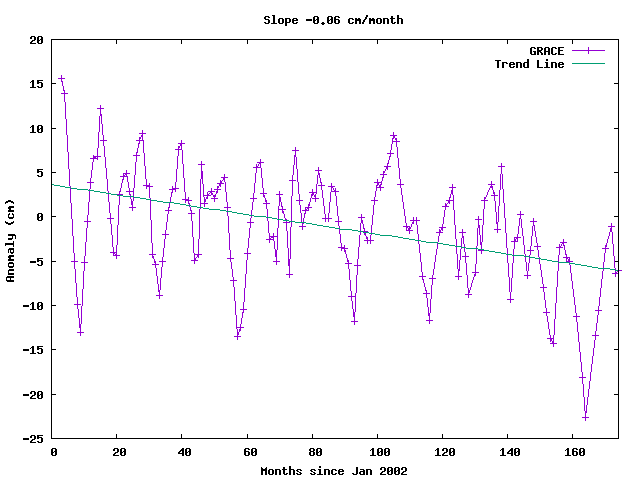 Slope -0.06 cm/month
20
15
10
5
0
-5
-10
-15
-20
-25
Anomaly (cm)
GRACE
Trend Line
0 20 40 60 80 100 120 140 160
Months since Jan 2002